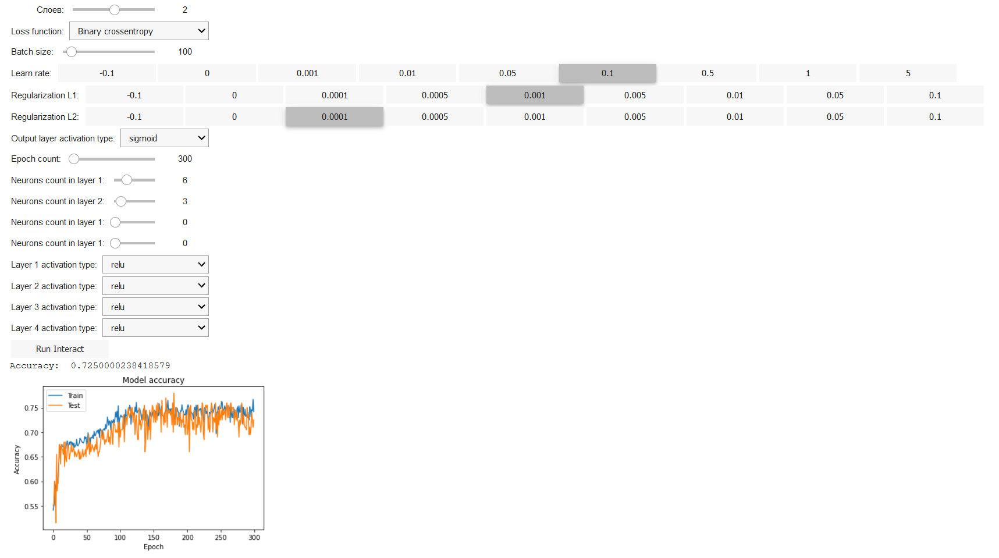 Слоев: 2
Loss function: Binary crossentropy
Batch size: 100
Learn rate: -0.1 0 0.001 0.01 0.05 0.1 0.5 1 5
Regularization L1: -0.1 0 0.0001 0.0005 0.001 0.005 0.01 0.05 0.1
Regularization L2: -0.1 0 0.0001 0.0005 0.001 0.005 0.01 0.05 0.1
Output layer activation type: sigmoid
Epoch count: 300
Neurons count in layer 1: 6
Neurons count in layer 2: 3
Neurons count in layer 1: 0
Neurons count in layer 1: 0
Layer 1 activation type: relu
Layer 2 activation type: relu
Layer 3 activation type: relu
Layer 4 activation type: relu
Run Interact
Accuracy: 0.7250000238418579
Model accuracy
Train
Test
0.75
0.70
0.65
0.60
0.55
Accuracy
0 50 100 150 200 250 300
Epoch